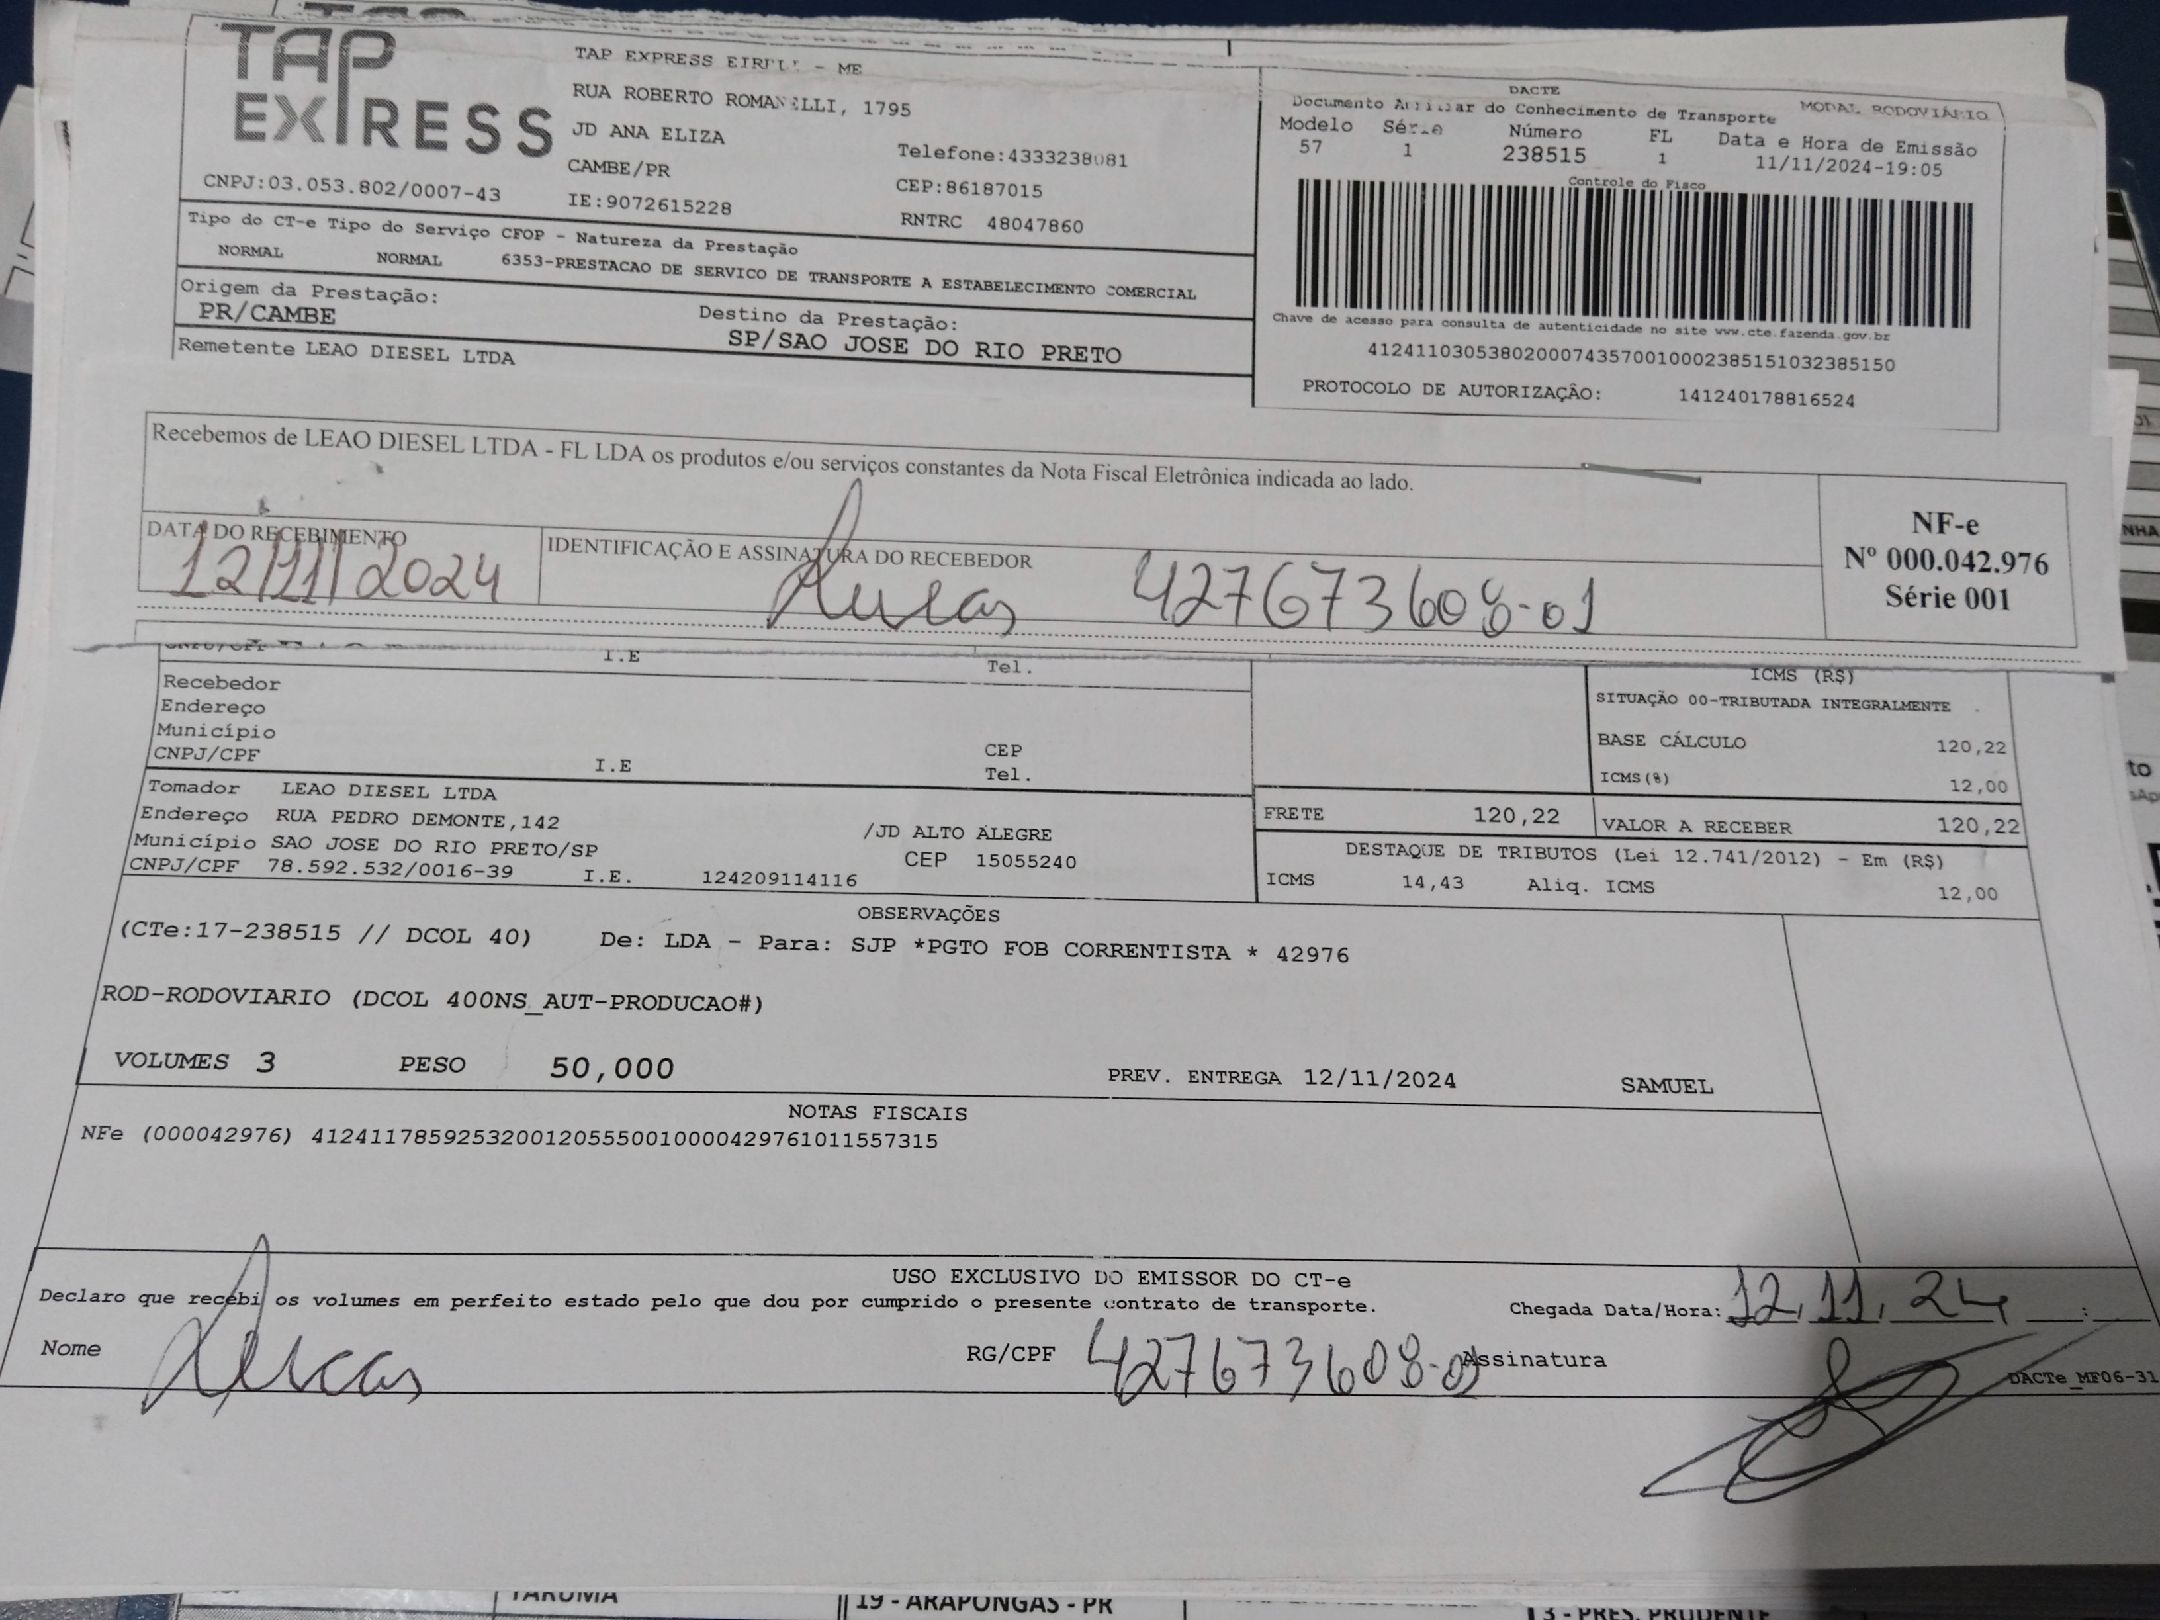 TAP EXPRESS
TAP EXPRESS EIRELI - ME
RUA ROBERTO ROMANELLI, 1795
JD ANA ELIZA
Telefone:4333238081
CAMBE/PR
CEP:86187015
CNPJ:03.053.802/0007-43
IE:9072615228
RNTRC 48047860
DACTE
Documento Auxiliar do Conhecimento de Transporte
MODAL RODOVIÁRIO
Modelo Série Número FL Data e Hora de Emissão
57 1 238515 1 11/11/2024-19:05
Controle do Fisco
Chave de acesso para consulta de autenticidade no site www.cte.fazenda.gov.br
41241103053802000743570010002385151032385150
PROTOCOLO DE AUTORIZAÇÃO: 141240178816524
Tipo do CT-e Tipo do Serviço CFOP - Natureza da Prestação
NORMAL NORMAL 6353-PRESTACAO DE SERVICO DE TRANSPORTE A ESTABELECIMENTO COMERCIAL
Origem da Prestação: Destino da Prestação:
PR/CAMBE SP/SAO JOSE DO RIO PRETO
Remetente LEAO DIESEL LTDA
Recebemos de LEAO DIESEL LTDA - FL LDA os produtos e/ou serviços constantes da Nota Fiscal Eletrônica indicada ao lado.
DATA DO RECEBIMENTO
12/11/2024
IDENTIFICAÇÃO E ASSINATURA DO RECEBEDOR
Lucas 427673608-01
NF-e
Nº 000.042.976
Série 001
CNPJ/CPF I.E Tel.
Recebedor
Endereço
Município CEP
CNPJ/CPF I.E Tel.
ICMS (R$)
SITUAÇÃO 00-TRIBUTADA INTEGRALMENTE
BASE CÁLCULO 120,22
ICMS(%) 12,00
Tomador LEAO DIESEL LTDA
Endereço RUA PEDRO DEMONTE,142 /JD ALTO ALEGRE
Município SAO JOSE DO RIO PRETO/SP CEP 15055240
CNPJ/CPF 78.592.532/0016-39 I.E. 124209114116
FRETE 120,22 VALOR A RECEBER 120,22
DESTAQUE DE TRIBUTOS (Lei 12.741/2012) - Em (R$)
ICMS 14,43 Aliq. ICMS 12,00
OBSERVAÇÕES
(CTe:17-238515 // DCOL 40) De: LDA - Para: SJP *PGTO FOB CORRENTISTA * 42976
ROD-RODOVIARIO (DCOL 400NS_AUT-PRODUCAO#)
VOLUMES 3 PESO 50,000 PREV. ENTREGA 12/11/2024 SAMUEL
NOTAS FISCAIS
NFe (000042976) 41241178592532001205550010000429761011557315
USO EXCLUSIVO DO EMISSOR DO CT-e
Declaro que recebi os volumes em perfeito estado pelo que dou por cumprido o presente contrato de transporte. Chegada Data/Hora: 12,11,24 :
Nome Lucas RG/CPF 427673608-01 Assinatura
DACTe_MF06-31
TARUMA 19 - ARAPONGAS - PR 3 - PRES. PRUDENTE